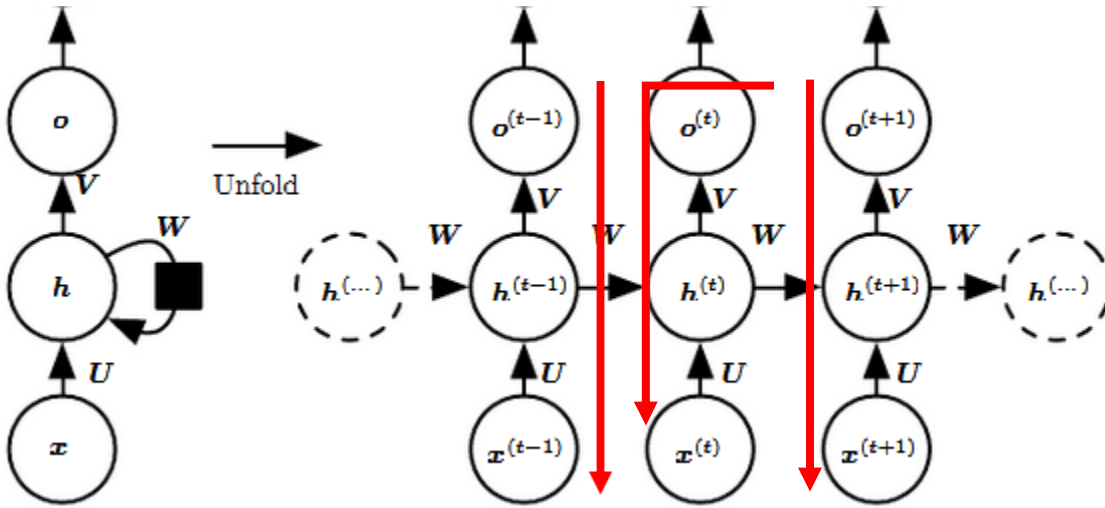 o o^(t−1) o^(t) o^(t+1)
V V V V
Unfold
W W W W W
h h^(...) h^(t−1) h^(t) h^(t+1) h^(...)
U U U U
x x^(t−1) x^(t) x^(t+1)